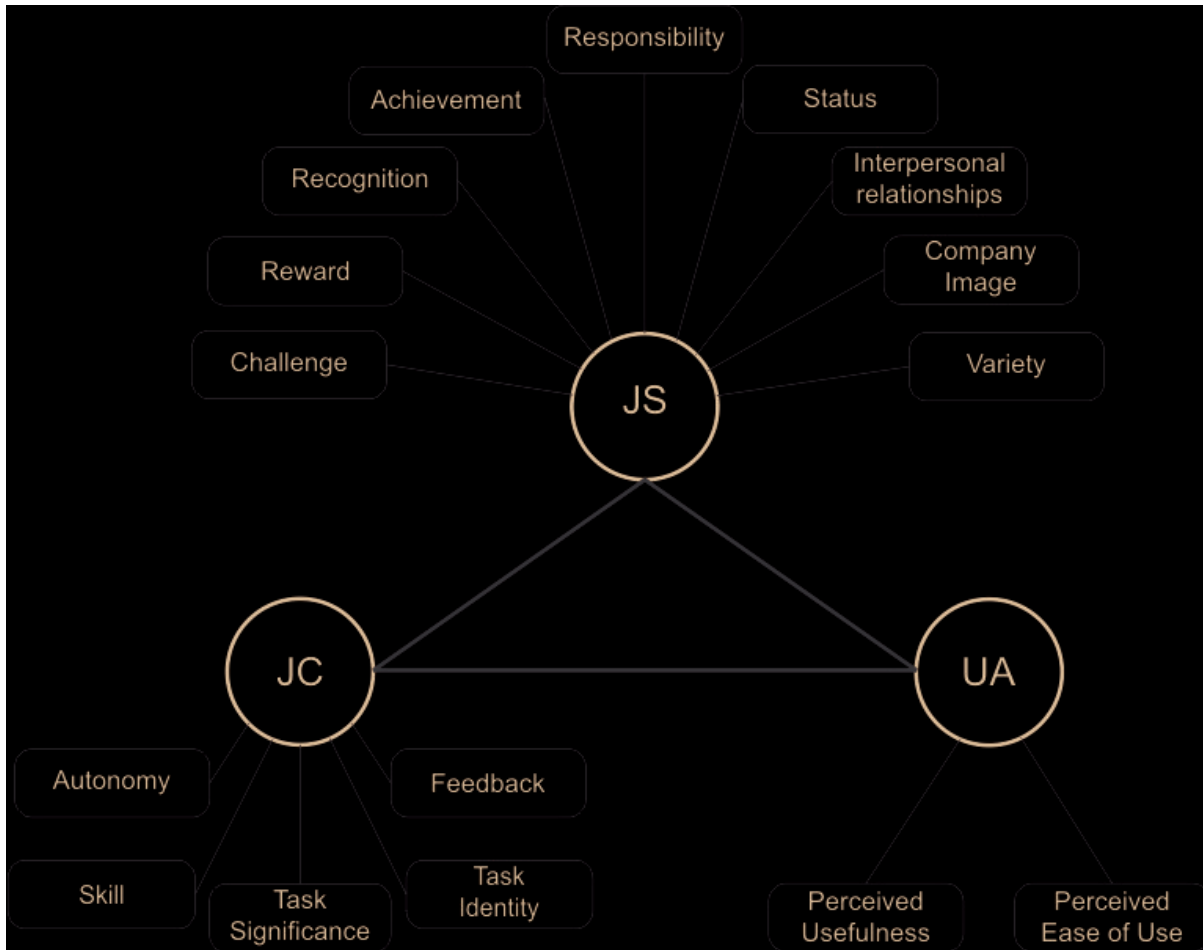 Responsibility
Achievement
Status
Recognition
Interpersonal
relationships
Reward
Company
Image
Challenge
Variety
JS
JC
UA
Autonomy
Feedback
Skill
Task
Significance
Task
Identity
Perceived
Usefulness
Perceived
Ease of Use